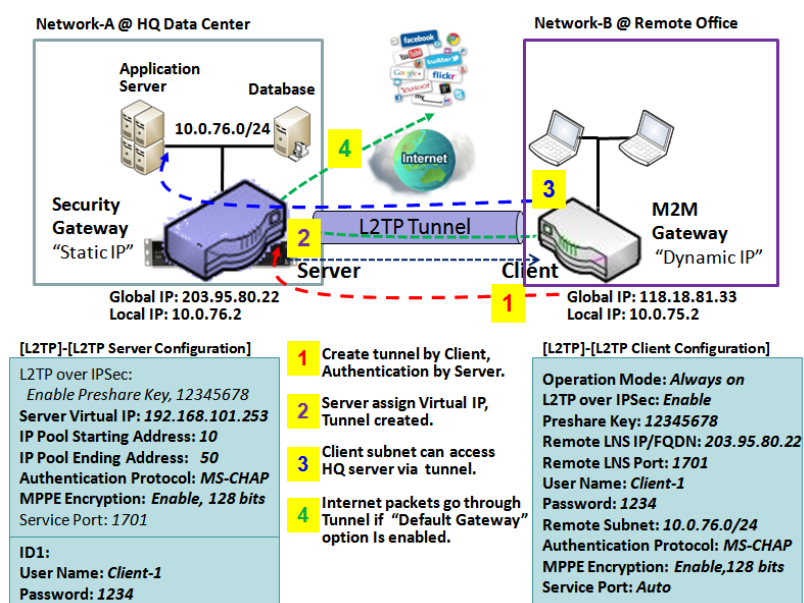 Network-A @ HQ Data Center
Network-B @ Remote Office
Application
Server
Database
10.0.76.0/24
facebook
YouTube
twitter
Google+
flickr
YAHOO!
my
Internet
4
3
Security
Gateway
“Static IP”
2
L2TP Tunnel
M2M
Gateway
“Dynamic IP”
Server
Client
1
Global IP: 203.95.80.22
Local IP: 10.0.76.2
Global IP: 118.18.81.33
Local IP: 10.0.75.2
[L2TP]-[L2TP Server Configuration]
L2TP over IPSec:
Enable Preshare Key, 12345678
Server Virtual IP: 192.168.101.253
IP Pool Starting Address: 10
IP Pool Ending Address: 50
Authentication Protocol: MS-CHAP
MPPE Encryption: Enable, 128 bits
Service Port: 1701
ID1:
User Name: Client-1
Password: 1234
1 Create tunnel by Client,
Authentication by Server.
2 Server assign Virtual IP,
Tunnel created.
3 Client subnet can access
HQ server via tunnel.
4 Internet packets go through
Tunnel if “Default Gateway”
option Is enabled.
[L2TP]-[L2TP Client Configuration]
Operation Mode: Always on
L2TP over IPSec: Enable
Preshare Key: 12345678
Remote LNS IP/FQDN: 203.95.80.22
Remote LNS Port: 1701
User Name: Client-1
Password: 1234
Remote Subnet: 10.0.76.0/24
Authentication Protocol: MS-CHAP
MPPE Encryption: Enable,128 bits
Service Port: Auto